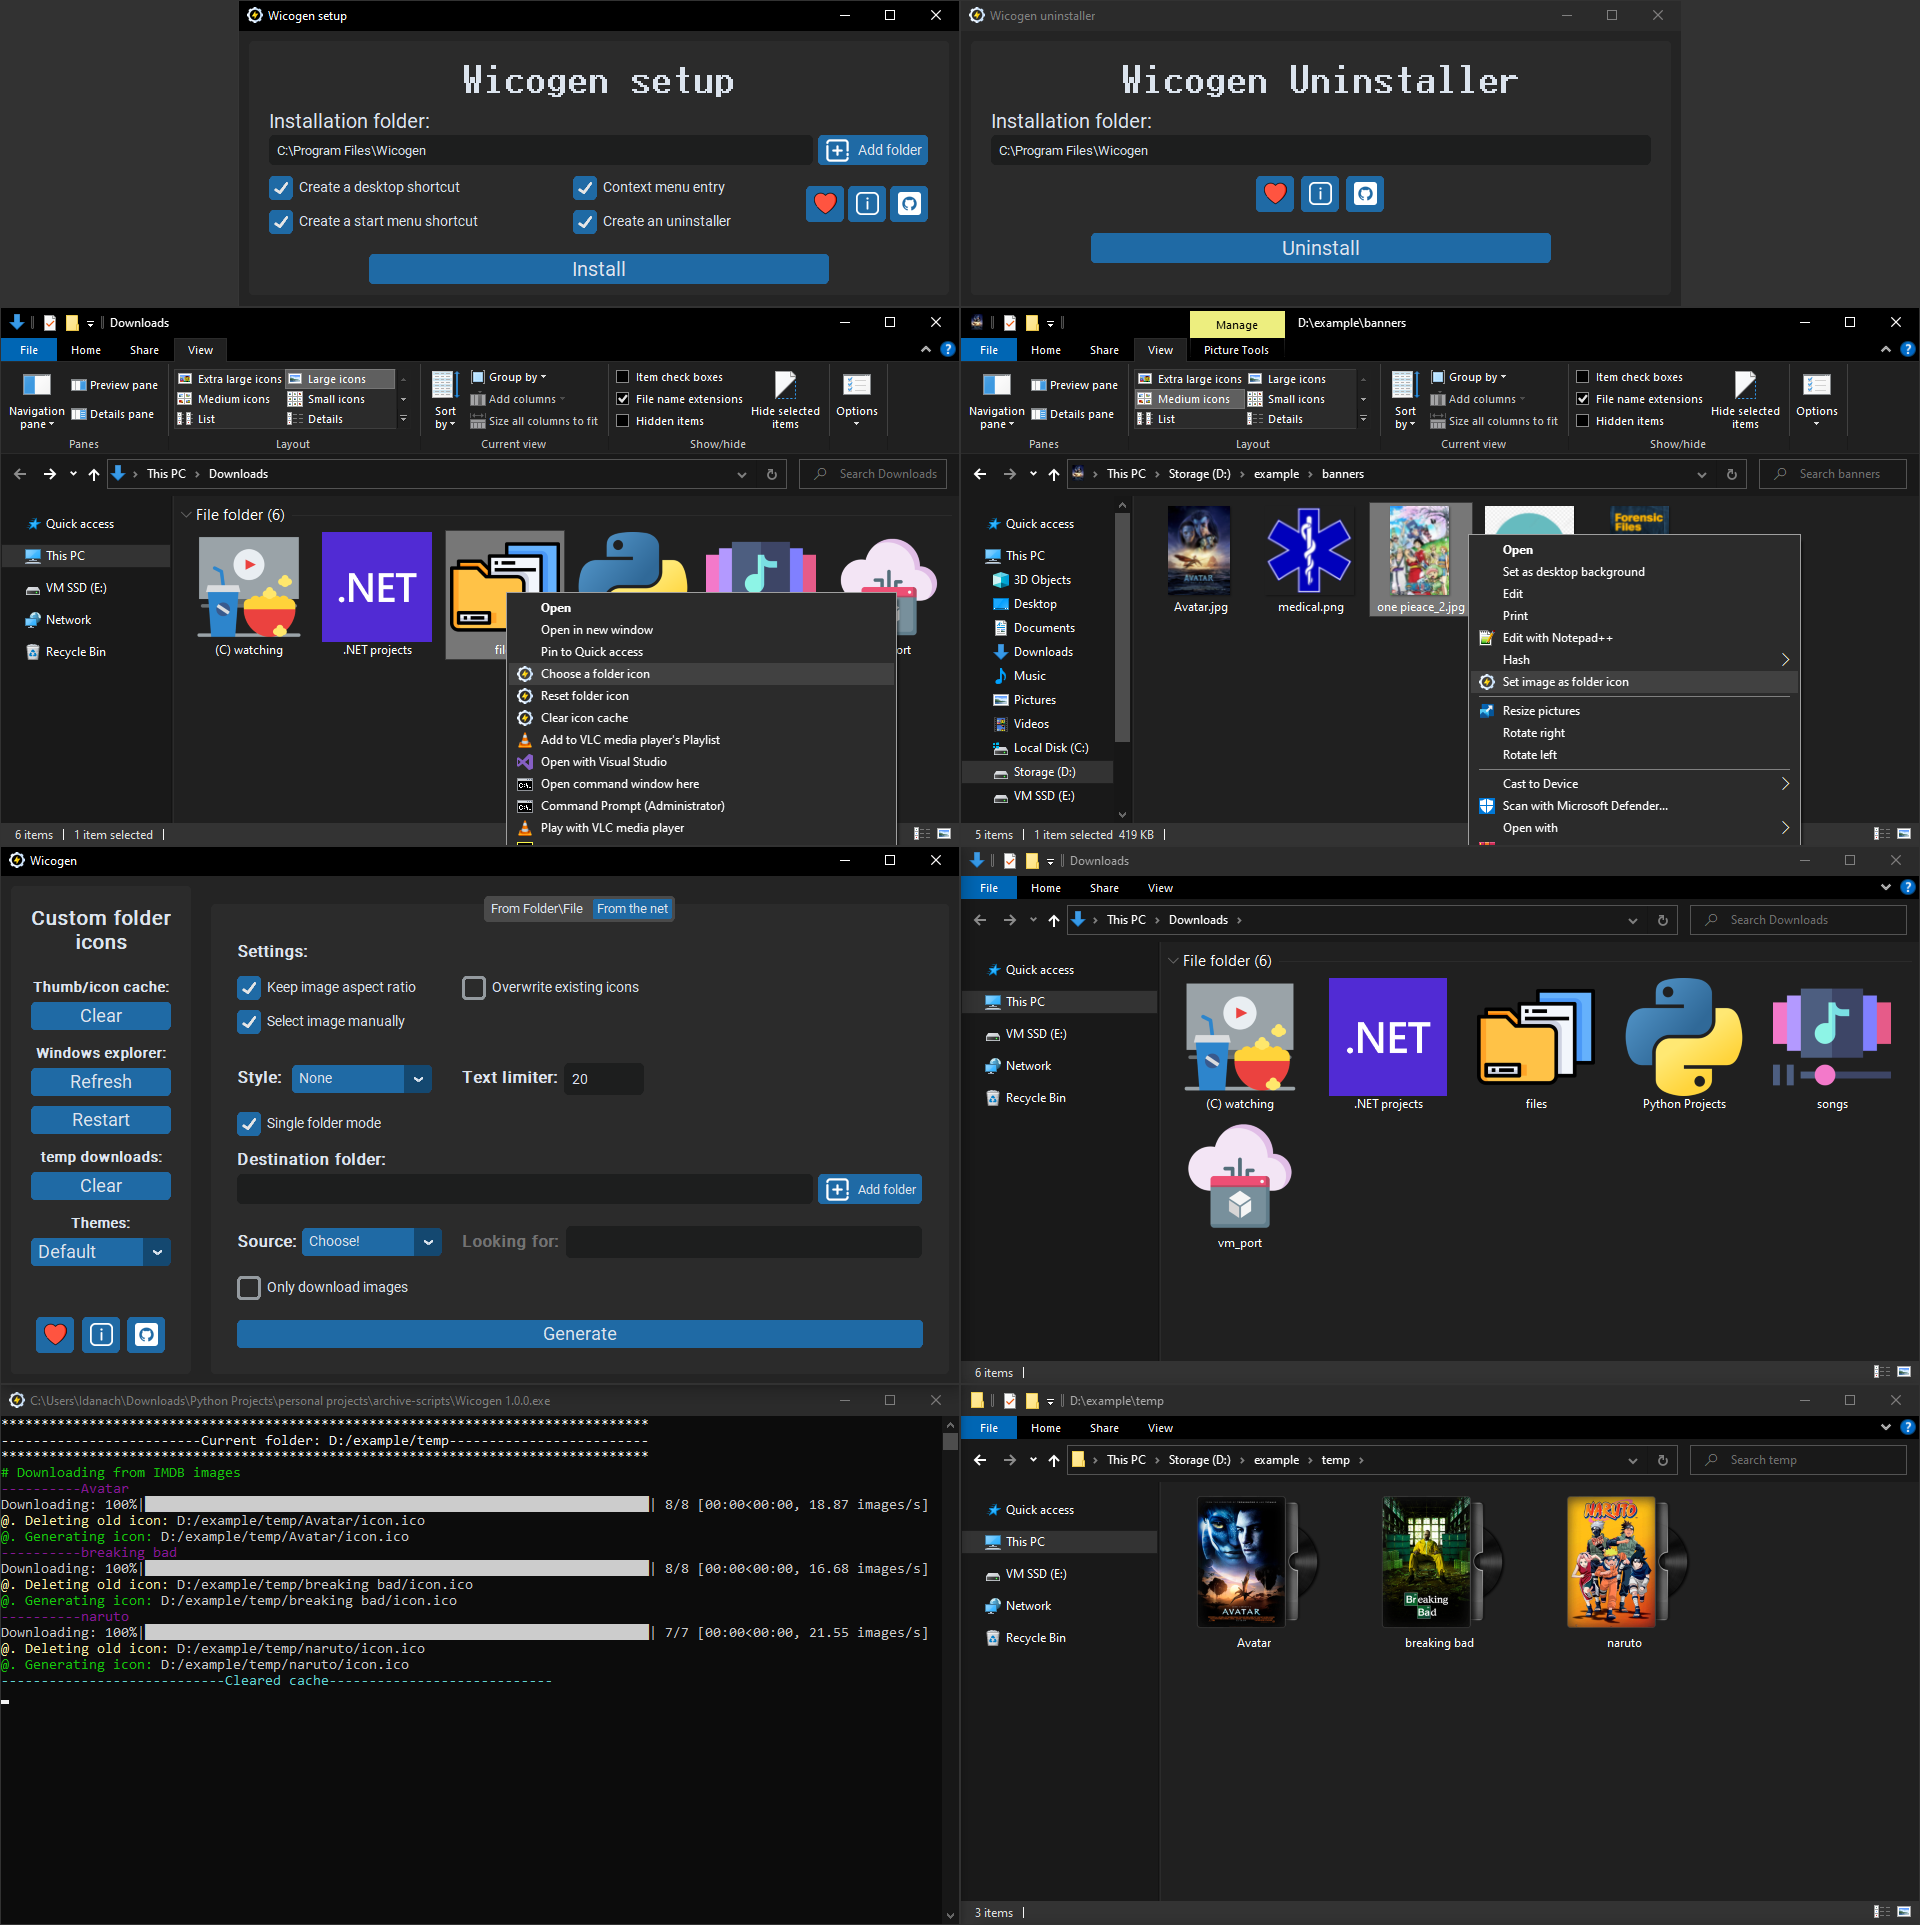 Wicogen setup
Wicogen setup
Installation folder:
C:\Program Files\Wicogen
Add folder
Create a desktop shortcut
Context menu entry
Create a start menu shortcut
Create an uninstaller
Install
Wicogen uninstaller
Wicogen Uninstaller
Installation folder:
C:\Program Files\Wicogen
Uninstall
Downloads
File Home Share View
Navigation pane
Preview pane
Details pane
Panes
Extra large icons
Large icons
Medium icons
Small icons
List
Details
Layout
Sort by
Group by
Add columns
Size all columns to fit
Current view
Item check boxes
File name extensions
Hidden items
Hide selected items
Show/hide
Options
This PC > Downloads
Search Downloads
Quick access
This PC
VM SSD (E:)
Network
Recycle Bin
File folder (6)
(C) watching
.NET
.NET projects
Open
Open in new window
Pin to Quick access
Choose a folder icon
Reset folder icon
Clear icon cache
Add to VLC media player's Playlist
Open with Visual Studio
Open command window here
Command Prompt (Administrator)
Play with VLC media player
6 items
1 item selected
Manage
D:\example\banners
File Home Share View Picture Tools
Navigation pane
Preview pane
Details pane
Panes
Extra large icons
Large icons
Medium icons
Small icons
List
Details
Layout
Sort by
Group by
Add columns
Size all columns to fit
Current view
Item check boxes
File name extensions
Hidden items
Hide selected items
Show/hide
Options
This PC > Storage (D:) > example > banners
Search banners
Quick access
This PC
3D Objects
Desktop
Documents
Downloads
Music
Pictures
Videos
Local Disk (C:)
Storage (D:)
VM SSD (E:)
AVATAR
Avatar.jpg
medical.png
one pieace_2.jpg
Forensic Files
Open
Set as desktop background
Edit
Print
Edit with Notepad++
Hash
Set image as folder icon
Resize pictures
Rotate right
Rotate left
Cast to Device
Scan with Microsoft Defender...
Open with
5 items
1 item selected 419 KB
Wicogen
Custom folder
icons
Thumb/icon cache:
Clear
Windows explorer:
Refresh
Restart
temp downloads:
Clear
Themes:
Default
From Folder\File
From the net
Settings:
Keep image aspect ratio
Overwrite existing icons
Select image manually
Style: None
Text limiter: 20
Single folder mode
Destination folder:
Add folder
Source: Choose!
Looking for:
Only download images
Generate
Downloads
File Home Share View
This PC > Downloads >
Search Downloads
Quick access
This PC
VM SSD (E:)
Network
Recycle Bin
File folder (6)
.NET
(C) watching
.NET projects
files
Python Projects
songs
vm_port
6 items
C:\Users\Idanach\Downloads\Python Projects\personal projects\archive-scripts\Wicogen 1.0.0.exe
*********************************************************************************
-------------------------Current folder: D:/example/temp-------------------------
*********************************************************************************
# Downloading from IMDB images
----------Avatar
Downloading: 100%| | 8/8 [00:00<00:00, 18.87 images/s]
@. Deleting old icon: D:/example/temp/Avatar/icon.ico
@. Generating icon: D:/example/temp/Avatar/icon.ico
----------breaking bad
Downloading: 100%| | 8/8 [00:00<00:00, 16.68 images/s]
@. Deleting old icon: D:/example/temp/breaking bad/icon.ico
@. Generating icon: D:/example/temp/breaking bad/icon.ico
----------naruto
Downloading: 100%| | 7/7 [00:00<00:00, 21.55 images/s]
@. Deleting old icon: D:/example/temp/naruto/icon.ico
@. Generating icon: D:/example/temp/naruto/icon.ico
----------------------------Cleared cache----------------------------
D:\example\temp
File Home Share View
This PC > Storage (D:) > example > temp >
Search temp
Quick access
This PC
VM SSD (E:)
Network
Recycle Bin
AVATAR
Breaking
Bad
NARUTO
Avatar
breaking bad
naruto
3 items